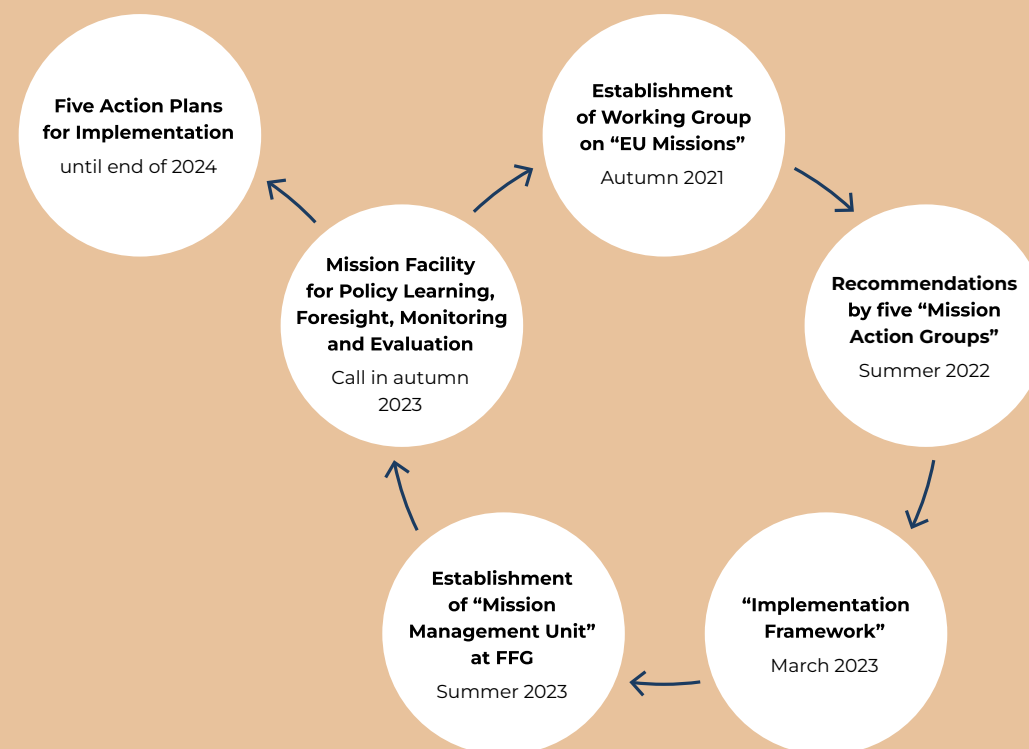 Five Action Plans
for Implementation
until end of 2024
Establishment
of Working Group
on “EU Missions”
Autumn 2021
Mission Facility
for Policy Learning,
Foresight, Monitoring
and Evaluation
Call in autumn
2023
Recommendations
by five “Mission
Action Groups”
Summer 2022
Establishment
of “Mission
Management Unit”
at FFG
Summer 2023
“Implementation
Framework”
March 2023